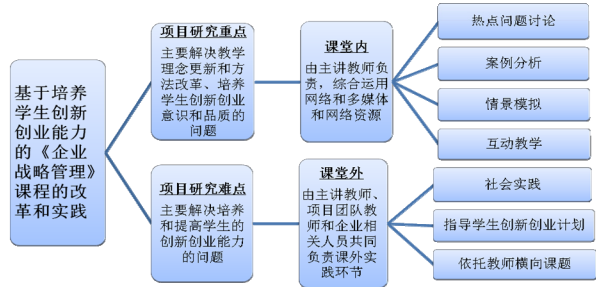 基于培养
学生创新
创业能力
的《企业
战略管理》
课程的改
革和实践
项目研究重点
主要解决教学
理念更新和方
法改革、培养
学生创新创业
意识和品质的
问题
项目研究难点
主要解决培养
和提高学生的
创新创业能力
的问题
课堂内
由主讲教师负
责，综合运用
网络和多媒体
和网络资源
课堂外
由主讲教师、
项目团队教
师和企业相
关人员共同
负责课外实
践环节
热点问题讨论
案例分析
情景模拟
互动教学
社会实践
指导学生创新创业计划
依托教师横向课题